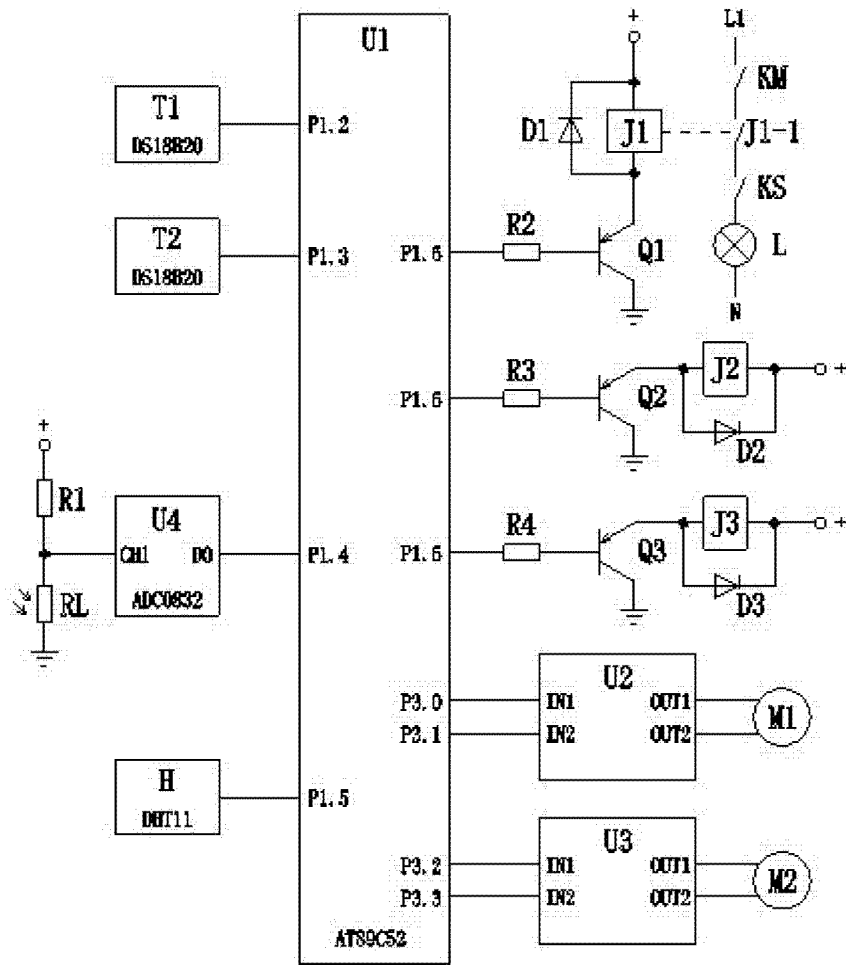 U1
+
L1
KM
T1
DS18B20
P1.2
D1
J1
J1-1
KS
T2
DS18B20
P1.3
P1.6
R2
Q1
L
N
P1.6
R3
Q2
J2
+
D2
+
R1
U4
CH1
DO
ADC0832
RL
P1.4
P1.6
R4
Q3
J3
+
D3
P3.0
P3.1
U2
IN1
IN2
OUT1
OUT2
M1
H
DHT11
P1.5
P3.2
P3.3
U3
IN1
IN2
OUT1
OUT2
M2
AT89C52